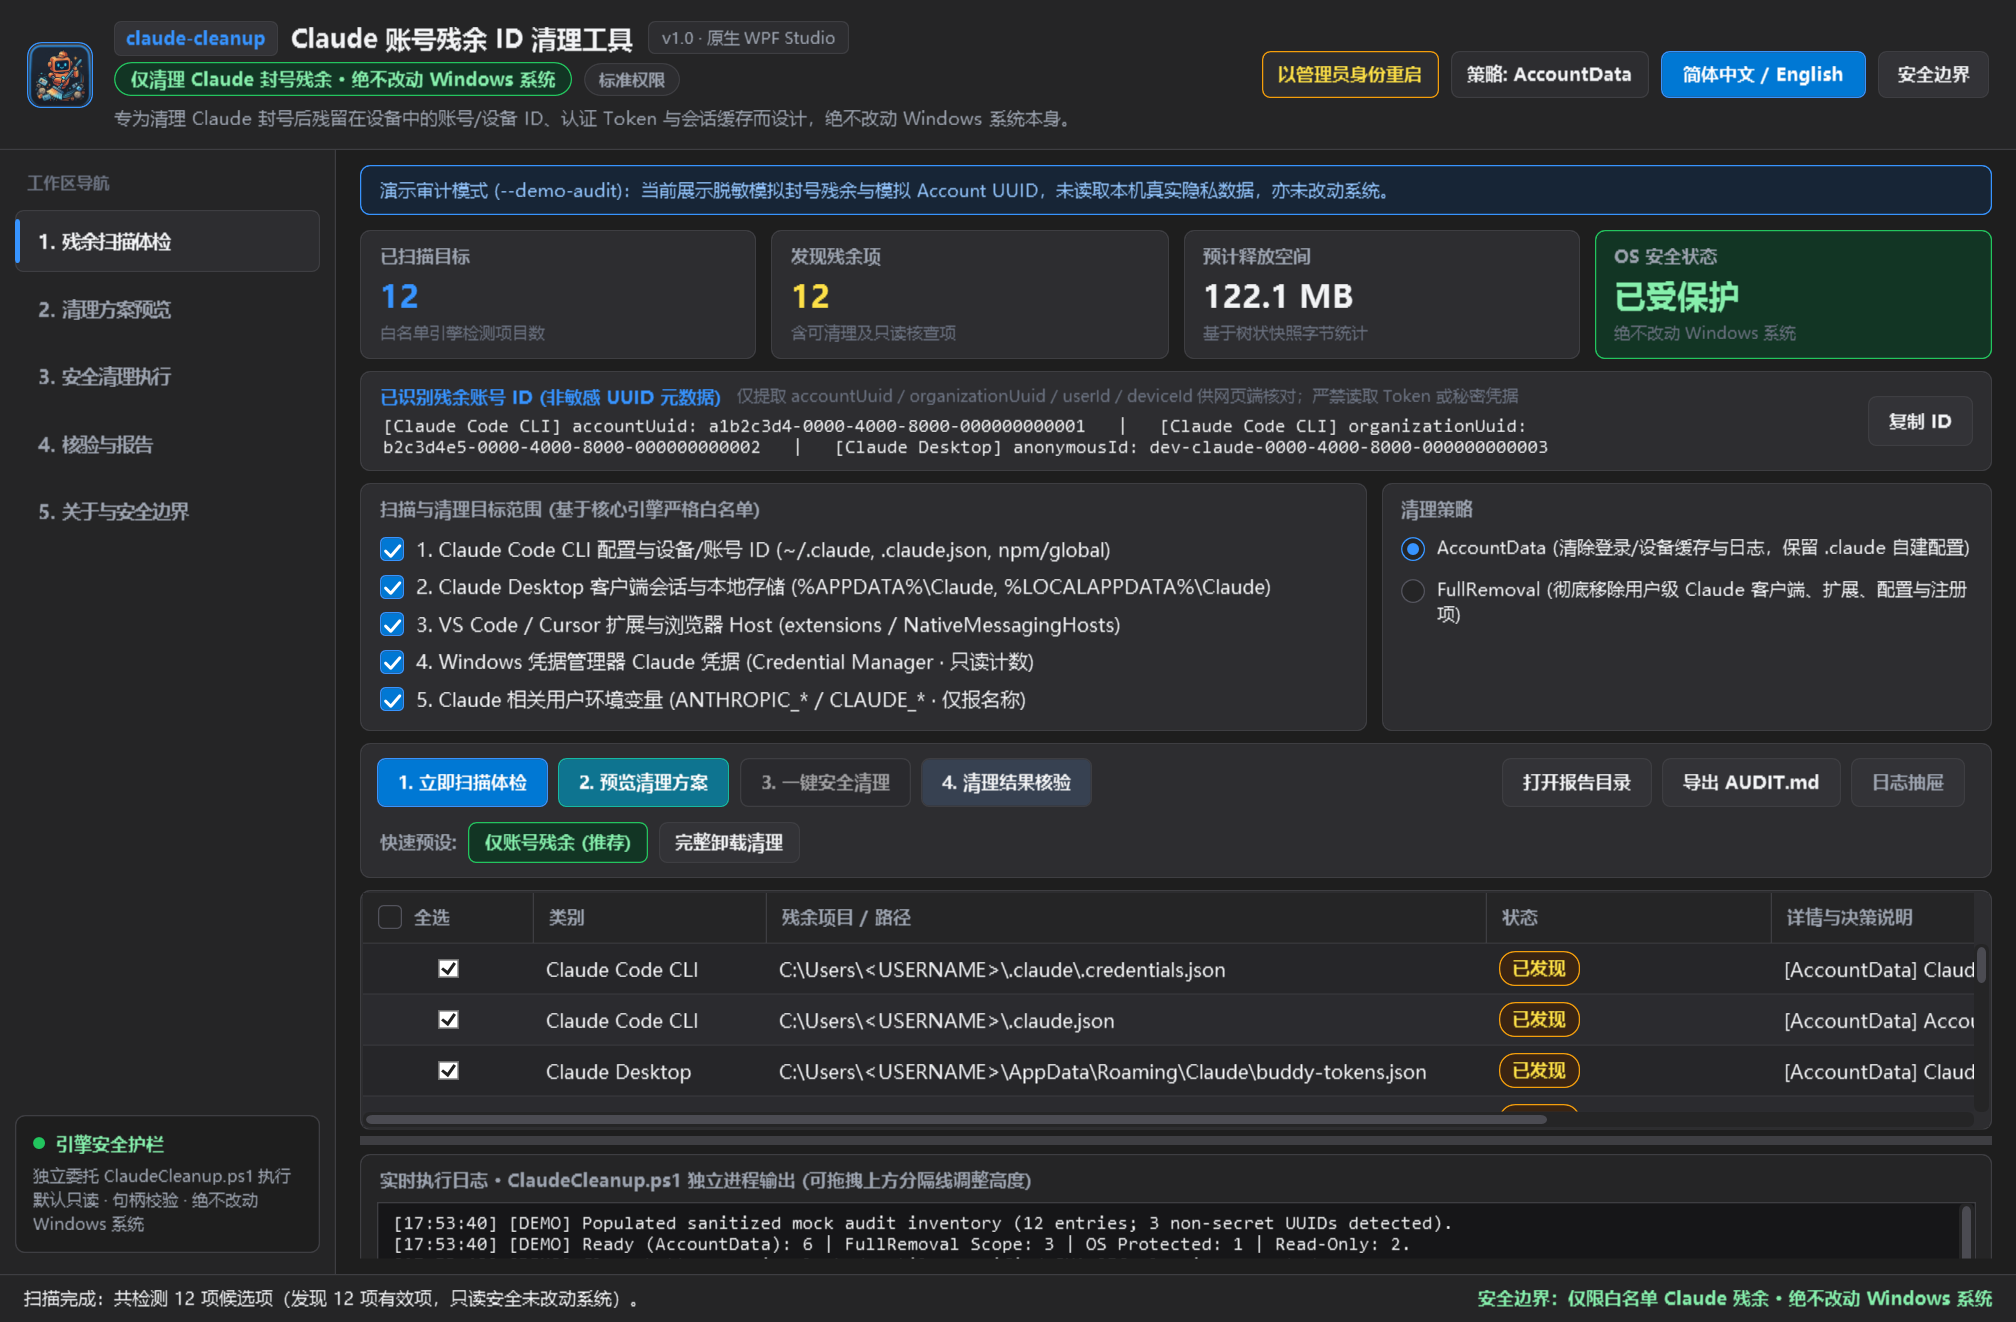 claude-cleanup
Claude 账号残余 ID 清理工具
v1.0 · 原生 WPF Studio
仅清理 Claude 封号残余 • 绝不改动 Windows 系统
标准权限
专为清理 Claude 封号后残留在设备中的账号/设备 ID、认证 Token 与会话缓存而设计，绝不改动 Windows 系统本身。
以管理员身份重启
策略: AccountData
简体中文 / English
安全边界
工作区导航
1. 残余扫描体检
2. 清理方案预览
3. 安全清理执行
4. 核验与报告
5. 关于与安全边界
引擎安全护栏
独立委托 ClaudeCleanup.ps1 执行
默认只读 · 句柄校验 · 绝不改动
Windows 系统
演示审计模式 (--demo-audit)：当前展示脱敏模拟封号残余与模拟 Account UUID，未读取本机真实隐私数据，亦未改动系统。
已扫描目标
12
白名单引擎检测项目数
发现残余项
12
含可清理及只读核查项
预计释放空间
122.1 MB
基于树状快照字节统计
OS 安全状态
已受保护
绝不改动 Windows 系统
已识别残余账号 ID (非敏感 UUID 元数据)
仅提取 accountUuid / organizationUuid / userId / deviceId 供网页端核对；严禁读取 Token 或秘密凭据
[Claude Code CLI] accountUuid: a1b2c3d4-0000-4000-8000-000000000001 | [Claude Code CLI] organizationUuid:
b2c3d4e5-0000-4000-8000-000000000002 | [Claude Desktop] anonymousId: dev-claude-0000-4000-8000-000000000003
复制 ID
扫描与清理目标范围 (基于核心引擎严格白名单)
1. Claude Code CLI 配置与设备/账号 ID (~/.claude, .claude.json, npm/global)
2. Claude Desktop 客户端会话与本地存储 (%APPDATA%\Claude, %LOCALAPPDATA%\Claude)
3. VS Code / Cursor 扩展与浏览器 Host (extensions / NativeMessagingHosts)
4. Windows 凭据管理器 Claude 凭据 (Credential Manager · 只读计数)
5. Claude 相关用户环境变量 (ANTHROPIC_* / CLAUDE_* · 仅报名称)
清理策略
AccountData (清除登录/设备缓存与日志，保留 .claude 自建配置)
FullRemoval (彻底移除用户级 Claude 客户端、扩展、配置与注册
项)
1. 立即扫描体检
2. 预览清理方案
3. 一键安全清理
4. 清理结果核验
打开报告目录
导出 AUDIT.md
日志抽屉
快速预设:
仅账号残余 (推荐)
完整卸载清理
全选
类别
残余项目 / 路径
状态
详情与决策说明
Claude Code CLI
C:\Users\<USERNAME>\.claude\.credentials.json
已发现
[AccountData] Claud
Claude Code CLI
C:\Users\<USERNAME>\.claude.json
已发现
[AccountData] Accou
Claude Desktop
C:\Users\<USERNAME>\AppData\Roaming\Claude\buddy-tokens.json
已发现
[AccountData] Claud
实时执行日志 • ClaudeCleanup.ps1 独立进程输出 (可拖拽上方分隔线调整高度)
[17:53:40] [DEMO] Populated sanitized mock audit inventory (12 entries; 3 non-secret UUIDs detected).
[17:53:40] [DEMO] Ready (AccountData): 6 | FullRemoval Scope: 3 | OS Protected: 1 | Read-Only: 2.
扫描完成：共检测 12 项候选项（发现 12 项有效项，只读安全未改动系统）。
安全边界：仅限白名单 Claude 残余 • 绝不改动 Windows 系统